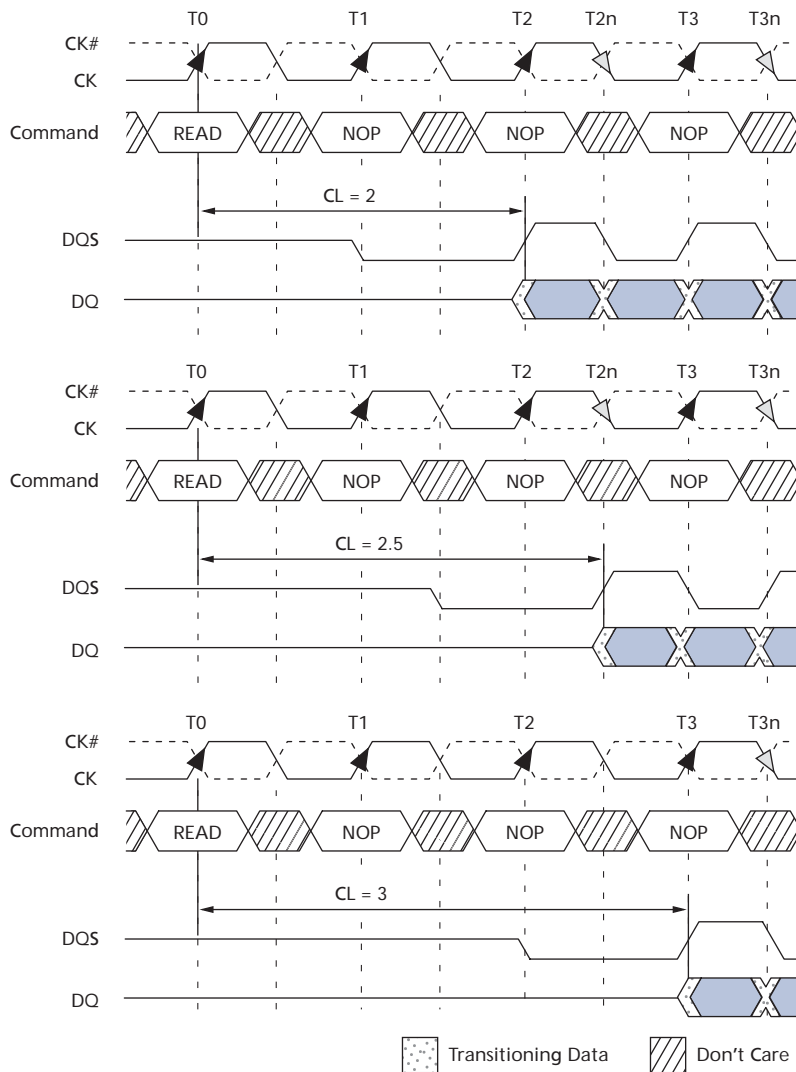 T0 T1 T2 T2n T3 T3n
CK#
CK
Command READ NOP NOP NOP
CL = 2
DQS
DQ
T0 T1 T2 T2n T3 T3n
CK#
CK
Command READ NOP NOP NOP
CL = 2.5
DQS
DQ
T0 T1 T2 T3 T3n
CK#
CK
Command READ NOP NOP NOP
CL = 3
DQS
DQ
Transitioning Data Don't Care